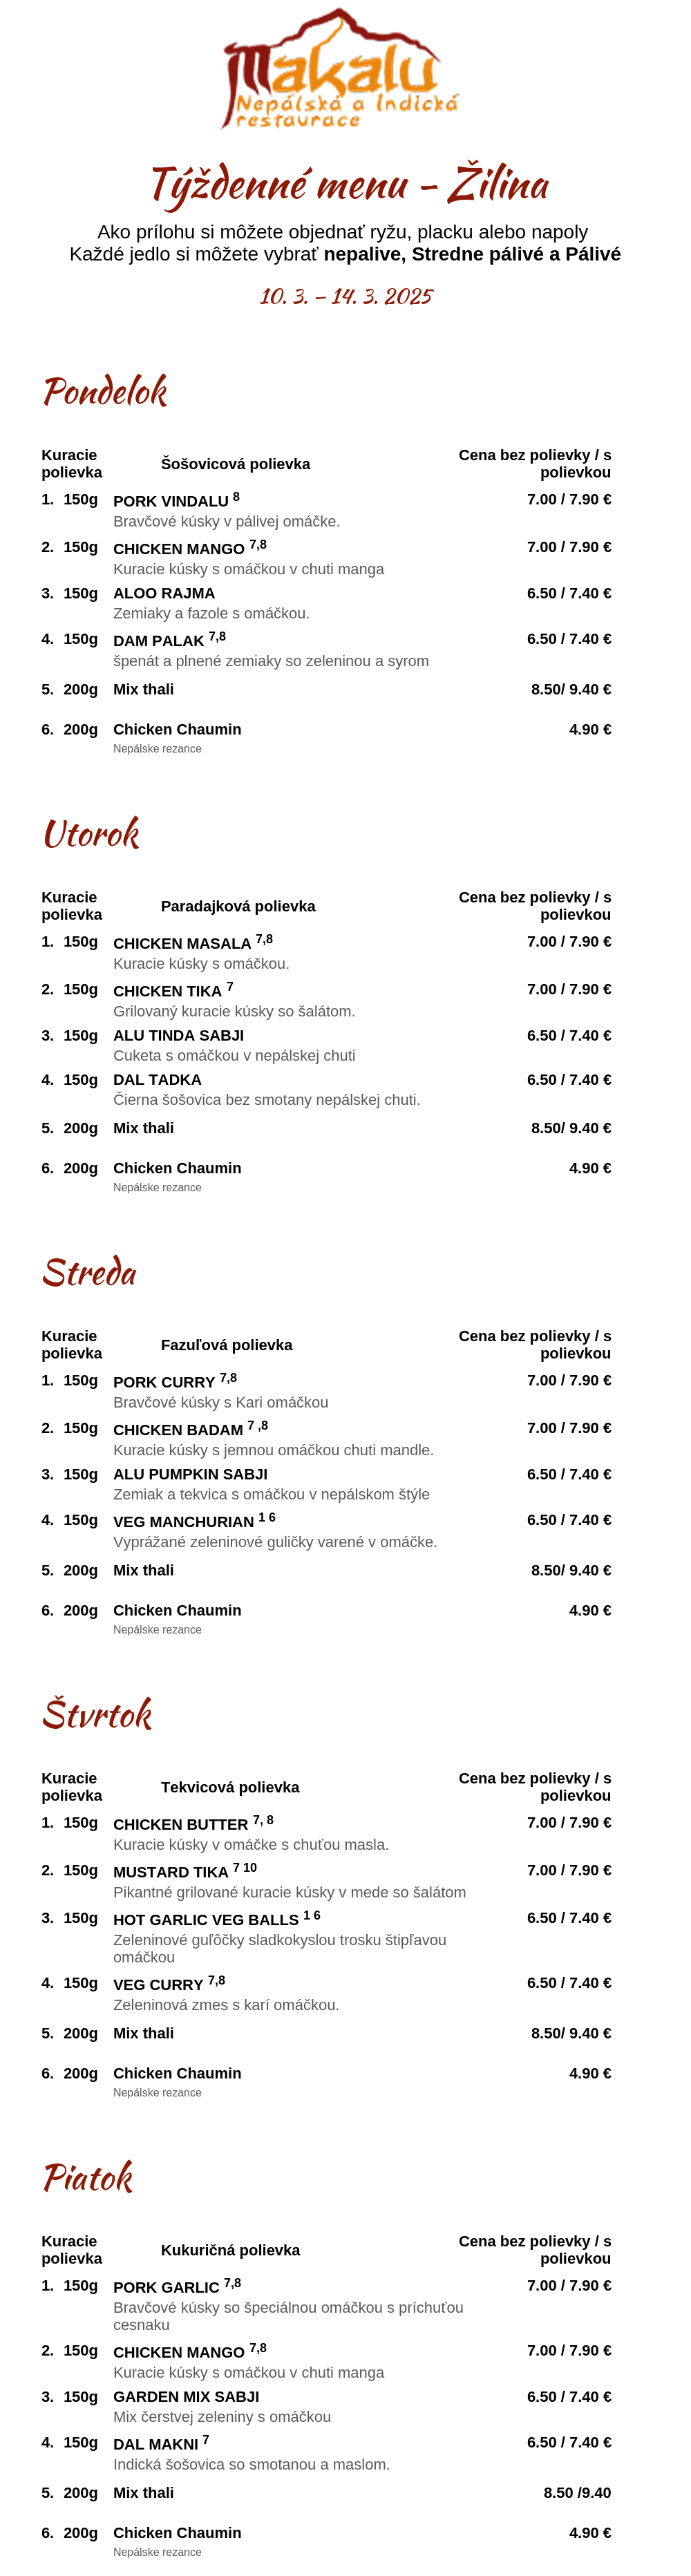 Makalu
Nepálská a Indická
restaurace
Týždenné menu - Žilina
Ako prílohu si môžete objednať ryžu, placku alebo napoly
Každé jedlo si môžete vybrať nepalive, Stredne pálivé a Pálivé
10. 3. – 14. 3. 2025
Pondelok
Kuracie polievka Šošovicová polievka Cena bez polievky / s polievkou
1. 150g PORK VINDALU 8 7.00 / 7.90 €
Bravčové kúsky v pálivej omáčke.
2. 150g CHICKEN MANGO 7,8 7.00 / 7.90 €
Kuracie kúsky s omáčkou v chuti manga
3. 150g ALOO RAJMA 6.50 / 7.40 €
Zemiaky a fazole s omáčkou.
4. 150g DAM PALAK 7,8 6.50 / 7.40 €
špenát a plnené zemiaky so zeleninou a syrom
5. 200g Mix thali 8.50/ 9.40 €
6. 200g Chicken Chaumin 4.90 €
Nepálske rezance
Utorok
Kuracie polievka Paradajková polievka Cena bez polievky / s polievkou
1. 150g CHICKEN MASALA 7,8 7.00 / 7.90 €
Kuracie kúsky s omáčkou.
2. 150g CHICKEN TIKA 7 7.00 / 7.90 €
Grilovaný kuracie kúsky so šalátom.
3. 150g ALU TINDA SABJI 6.50 / 7.40 €
Cuketa s omáčkou v nepálskej chuti
4. 150g DAL TADKA 6.50 / 7.40 €
Čierna šošovica bez smotany nepálskej chuti.
5. 200g Mix thali 8.50/ 9.40 €
6. 200g Chicken Chaumin 4.90 €
Nepálske rezance
Streda
Kuracie polievka Fazuľová polievka Cena bez polievky / s polievkou
1. 150g PORK CURRY 7,8 7.00 / 7.90 €
Bravčové kúsky s Kari omáčkou
2. 150g CHICKEN BADAM 7 ,8 7.00 / 7.90 €
Kuracie kúsky s jemnou omáčkou chuti mandle.
3. 150g ALU PUMPKIN SABJI 6.50 / 7.40 €
Zemiak a tekvica s omáčkou v nepálskom štýle
4. 150g VEG MANCHURIAN 1 6 6.50 / 7.40 €
Vyprážané zeleninové guličky varené v omáčke.
5. 200g Mix thali 8.50/ 9.40 €
6. 200g Chicken Chaumin 4.90 €
Nepálske rezance
Štvrtok
Kuracie polievka Tekvicová polievka Cena bez polievky / s polievkou
1. 150g CHICKEN BUTTER 7, 8 7.00 / 7.90 €
Kuracie kúsky v omáčke s chuťou masla.
2. 150g MUSTARD TIKA 7 10 7.00 / 7.90 €
Pikantné grilované kuracie kúsky v mede so šalátom
3. 150g HOT GARLIC VEG BALLS 1 6 6.50 / 7.40 €
Zeleninové guľôčky sladkokyslou trosku štipľavou
omáčkou
4. 150g VEG CURRY 7,8 6.50 / 7.40 €
Zeleninová zmes s karí omáčkou.
5. 200g Mix thali 8.50/ 9.40 €
6. 200g Chicken Chaumin 4.90 €
Nepálske rezance
Piatok
Kuracie polievka Kukuričná polievka Cena bez polievky / s polievkou
1. 150g PORK GARLIC 7,8 7.00 / 7.90 €
Bravčové kúsky so špeciálnou omáčkou s príchuťou
cesnaku
2. 150g CHICKEN MANGO 7,8 7.00 / 7.90 €
Kuracie kúsky s omáčkou v chuti manga
3. 150g GARDEN MIX SABJI 6.50 / 7.40 €
Mix čerstvej zeleniny s omáčkou
4. 150g DAL MAKNI 7 6.50 / 7.40 €
Indická šošovica so smotanou a maslom.
5. 200g Mix thali 8.50 /9.40
6. 200g Chicken Chaumin 4.90 €
Nepálske rezance